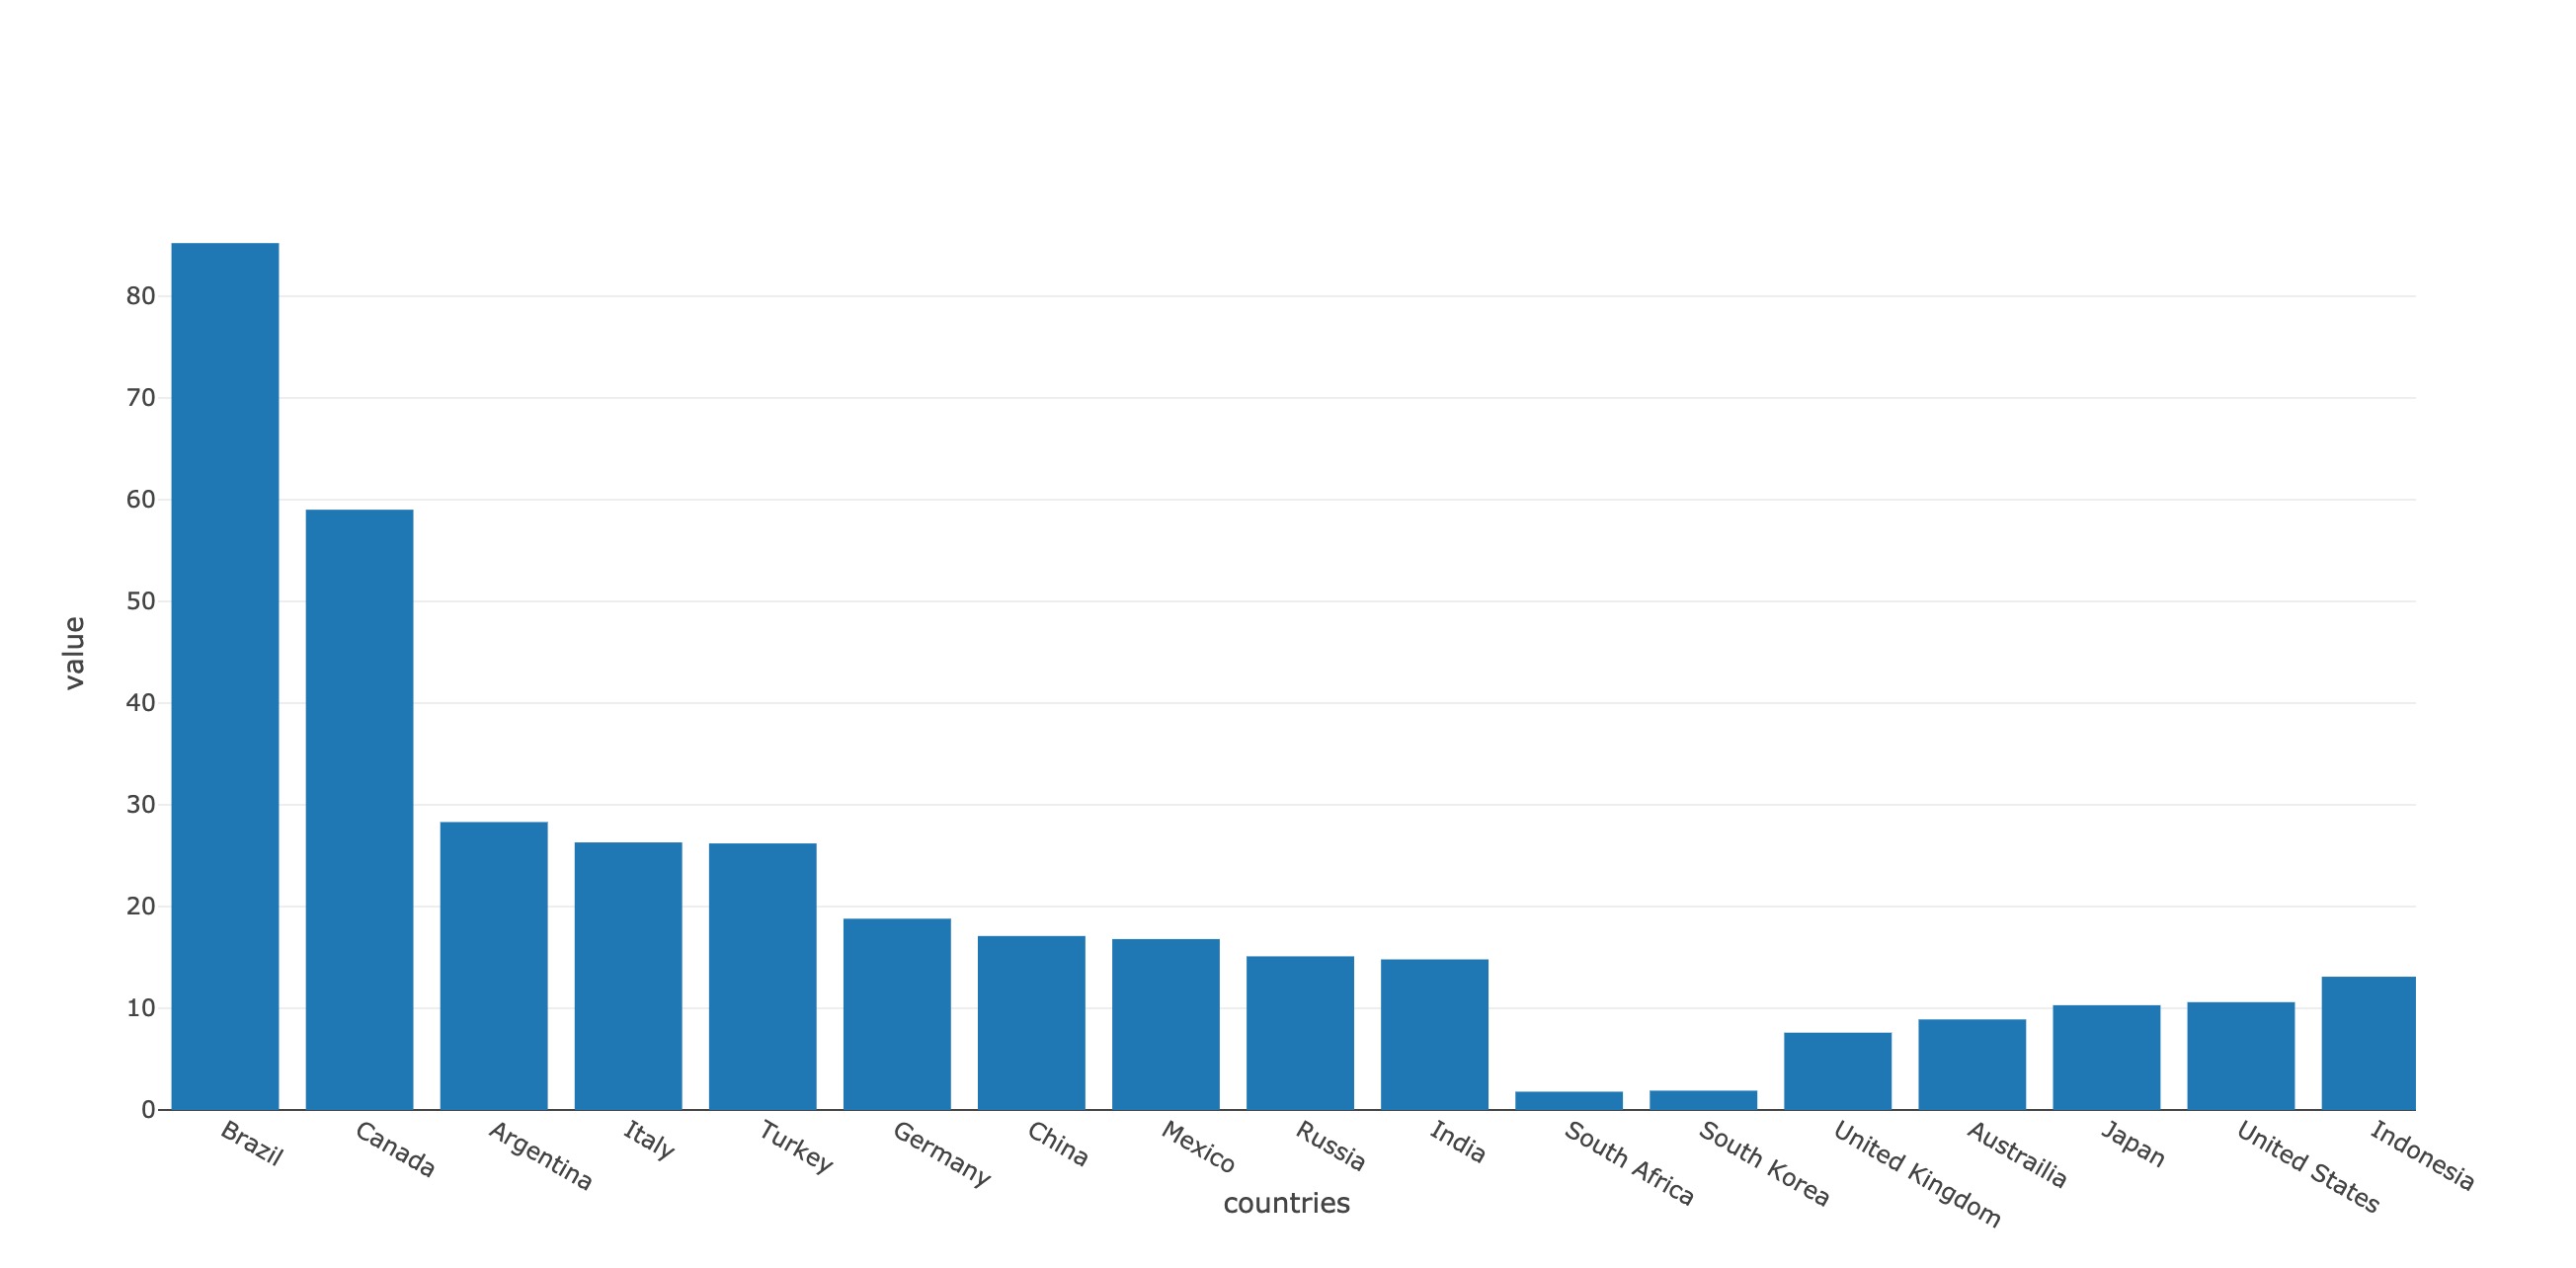 80
70
60
50
40
30
20
10
0
value
Brazil
Canada
Argentina
Italy
Turkey
Germany
China
Mexico
Russia
India
South Africa
South Korea
United Kingdom
Austrailia
Japan
United States
Indonesia
countries